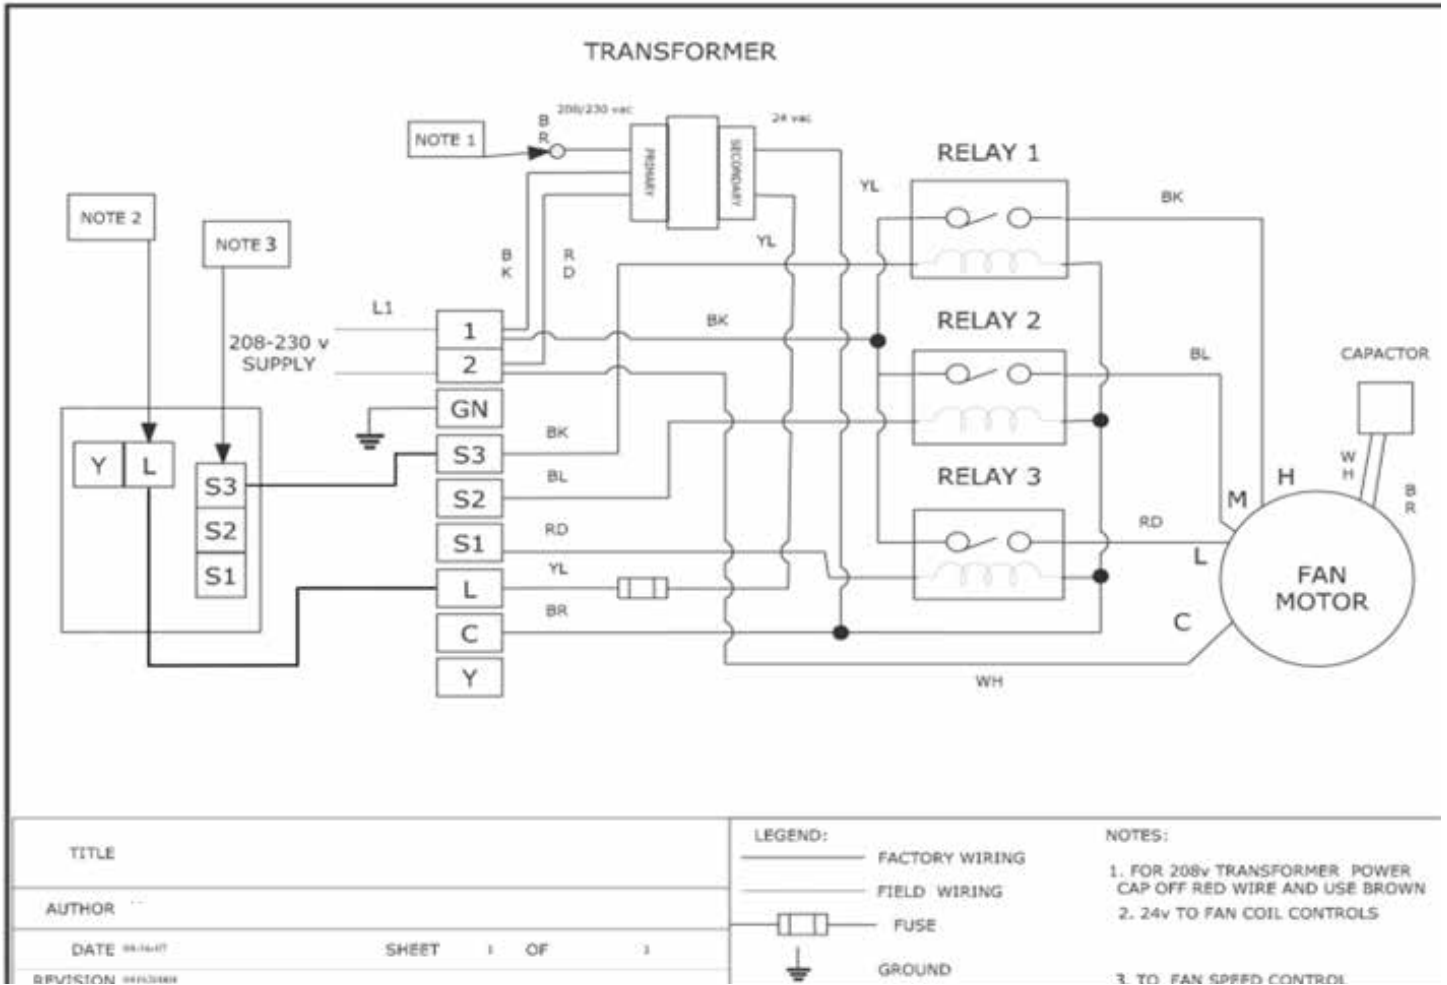 TRANSFORMER
208/230 vac
24 vac
NOTE 1
B
R
PRIMARY
SECONDARY
RELAY 1
YL
BK
NOTE 2
NOTE 3
B
K
R
D
YL
L1
208-230 v
SUPPLY
1
2
BK
RELAY 2
BL
CAPACTOR
GN
Y
L
S3
S2
S1
S3
S2
S1
L
C
Y
BK
BL
RD
YL
BR
RELAY 3
RD
M
H
L
C
W
H
B
R
FAN
MOTOR
WH
TITLE
AUTHOR
DATE
SHEET
OF
REVISION
LEGEND:
FACTORY WIRING
FIELD WIRING
FUSE
GROUND
NOTES:
1. FOR 208v TRANSFORMER POWER
CAP OFF RED WIRE AND USE BROWN
2. 24v TO FAN COIL CONTROLS
3. TO FAN SPEED CONTROL